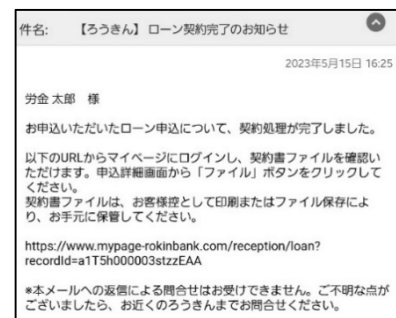 件名: 【ろうきん】ローン契約完了のお知らせ
2023年5月15日 16:25
労金 太郎 様
お申込いただいたローン申込について、契約処理が完了しました。
以下のURLからマイページにログインし、契約書ファイルを確認い
ただけます。申込詳細画面から「ファイル」ボタンをクリックして
ください。
契約書ファイルは、お客様控として印刷またはファイル保存によ
り、お手元に保管してください。
https://www.mypage-rokinbank.com/reception/loan?
recordId=a1T5h000003stzzEAA
*本メールへの返信による問合せはお受けできません。ご不明な点が
ございましたら、お近くのろうきんまでお問合せください。